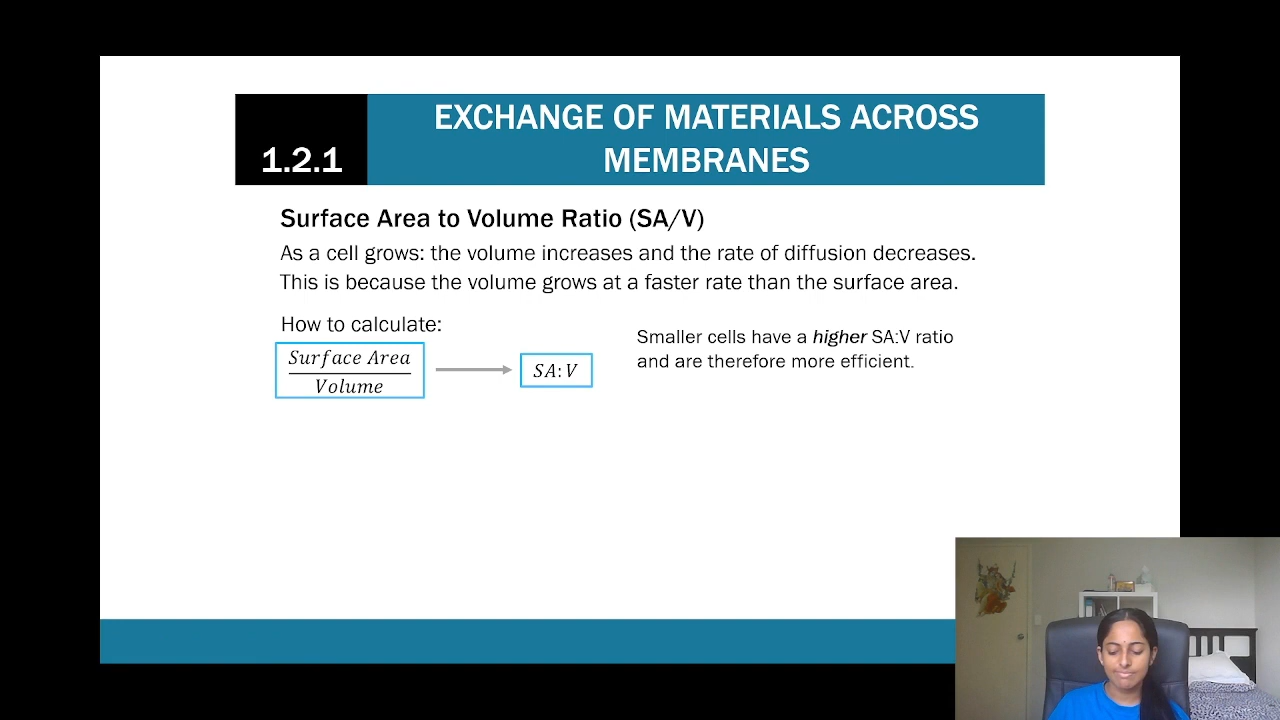 1.2.1
EXCHANGE OF MATERIALS ACROSS
MEMBRANES
Surface Area to Volume Ratio (SA/V)
As a cell grows: the volume increases and the rate of diffusion decreases.
This is because the volume grows at a faster rate than the surface area.
How to calculate:
Surface Area
Volume
SA:V
Smaller cells have a higher SA:V ratio
and are therefore more efficient.